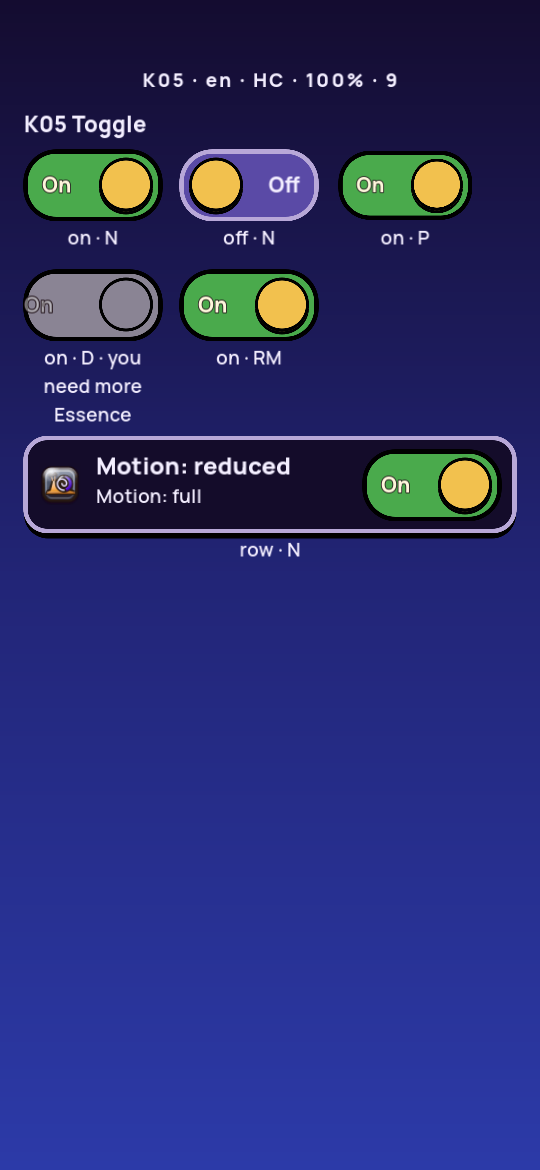 K05 · en · HC · 100% · 9
K05 Toggle
On
Off
On
on · N
off · N
on · P
On
On
on · D · you
need more
Essence
on · RM
Motion: reduced
Motion: full
On
row · N